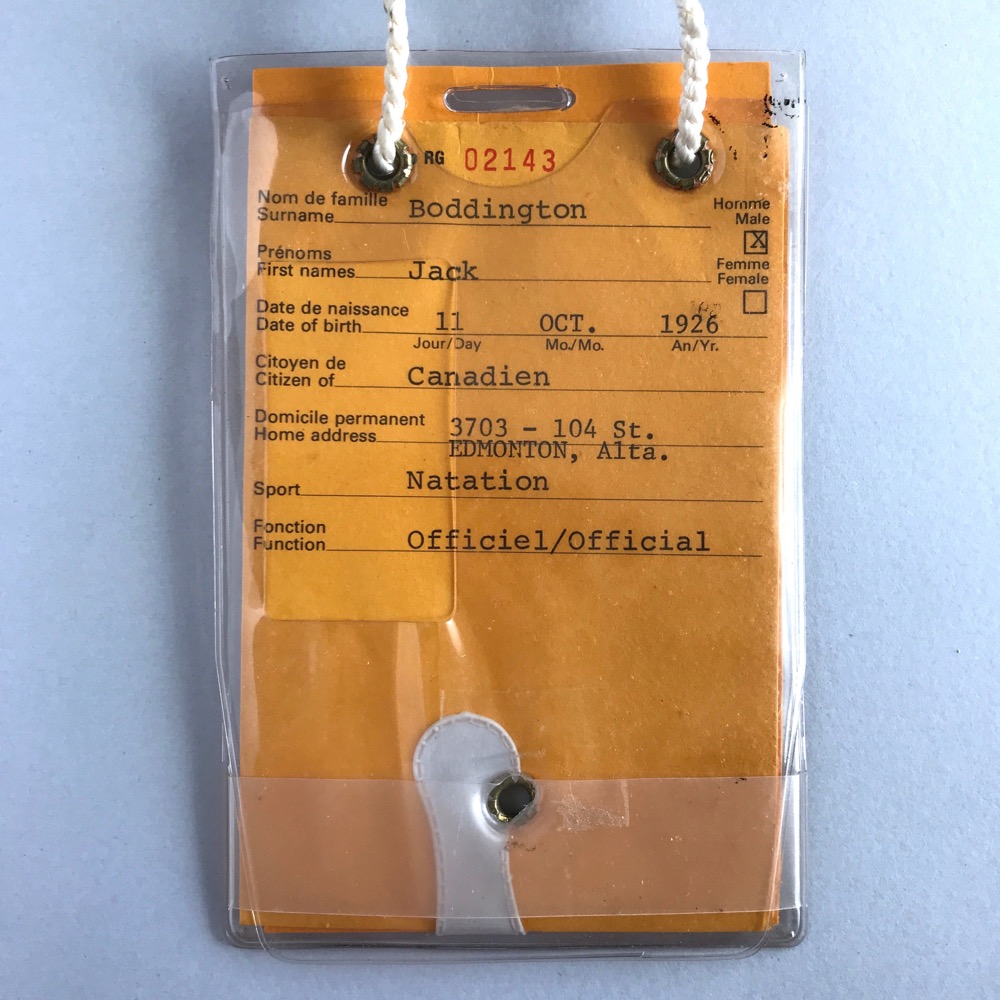 RG 02143
Nom de famille
Surname Boddington
Homme
Male
X
Prénoms
First names Jack
Femme
Female
Date de naissance
Date of birth 11 OCT. 1926
Jour/Day Mo./Mo. An/Yr.
Citoyen de
Citizen of Canadien
Domicile permanent
Home address 3703 - 104 St.
EDMONTON, Alta.
Sport Natation
Fonction
Function Officiel/Official